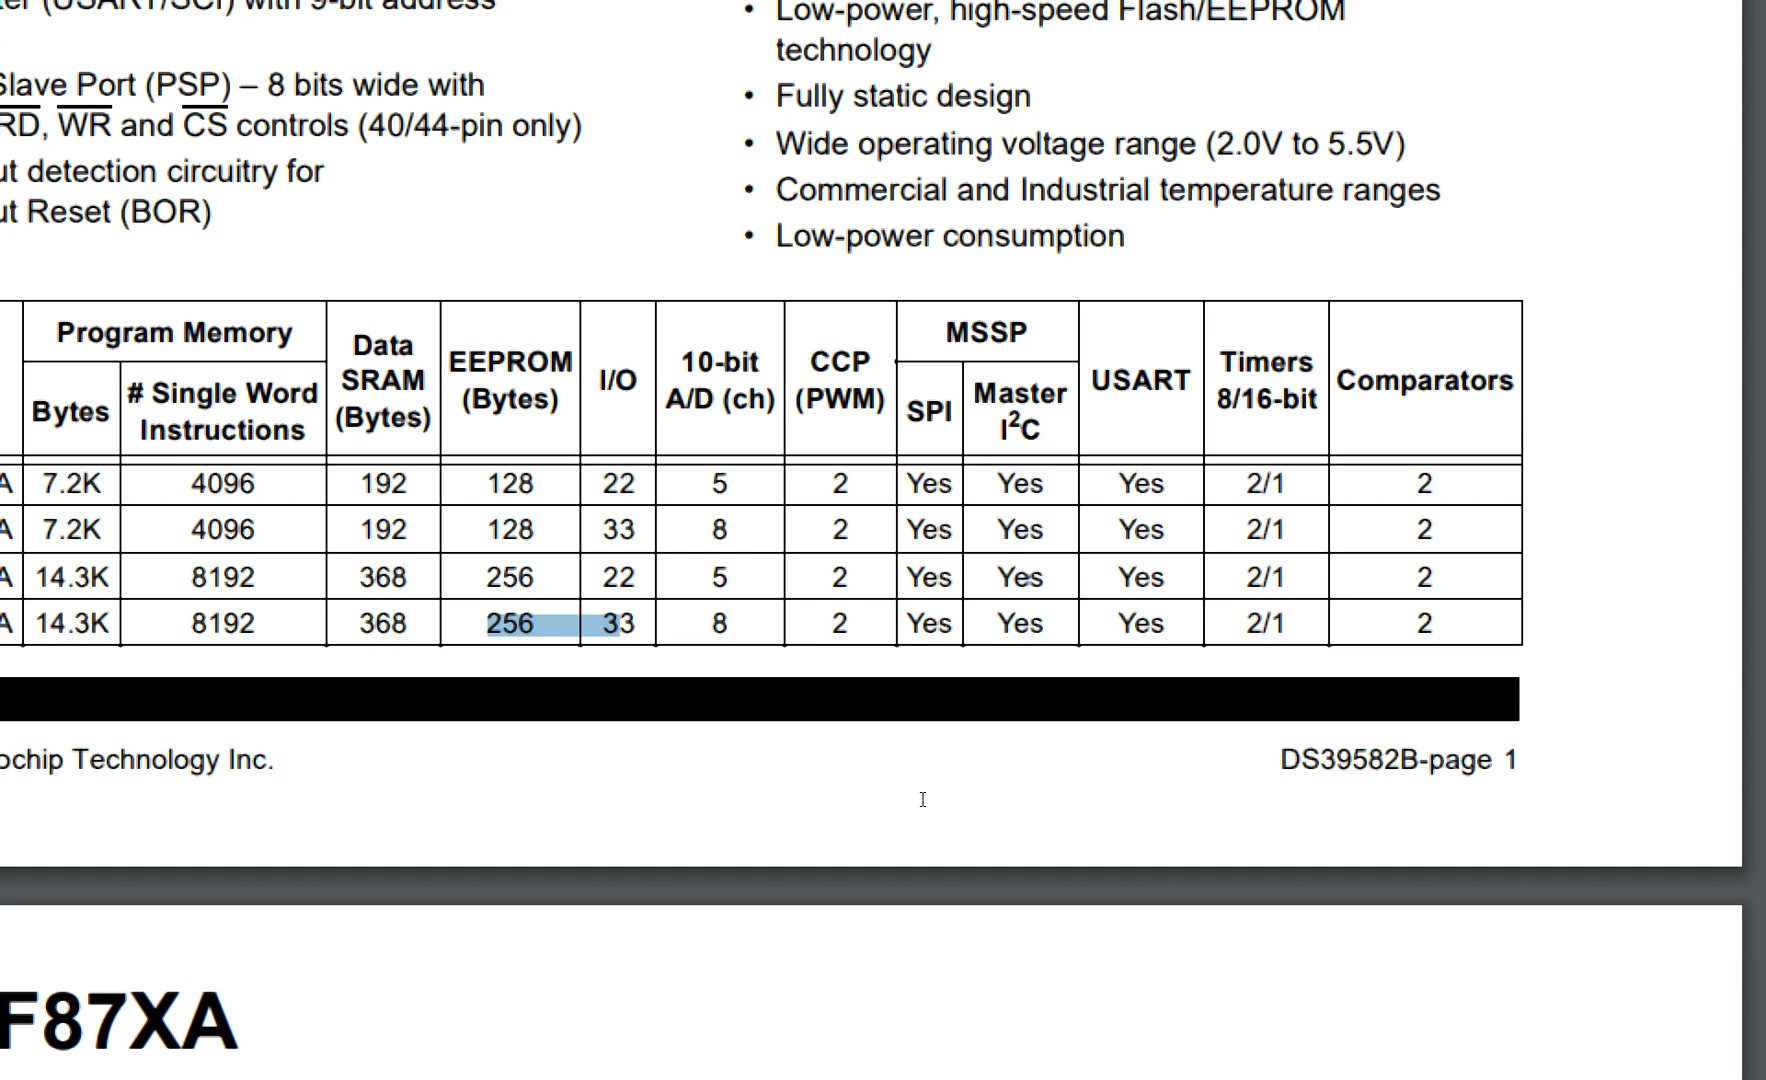 (USART/SCI) with 9-bit address
Slave Port (PSP) – 8 bits wide with
RD, WR and CS controls (40/44-pin only)
ut detection circuitry for
ut Reset (BOR)
• Low-power, high-speed Flash/EEPROM
technology
• Fully static design
• Wide operating voltage range (2.0V to 5.5V)
• Commercial and Industrial temperature ranges
• Low-power consumption
Program Memory Data SRAM (Bytes) EEPROM (Bytes) I/O 10-bit A/D (ch) CCP (PWM) MSSP USART Timers 8/16-bit Comparators
Bytes # Single Word Instructions SPI Master I²C
A 7.2K 4096 192 128 22 5 2 Yes Yes Yes 2/1 2
A 7.2K 4096 192 128 33 8 2 Yes Yes Yes 2/1 2
A 14.3K 8192 368 256 22 5 2 Yes Yes Yes 2/1 2
A 14.3K 8192 368 256 33 8 2 Yes Yes Yes 2/1 2
ochip Technology Inc.
DS39582B-page 1
F87XA